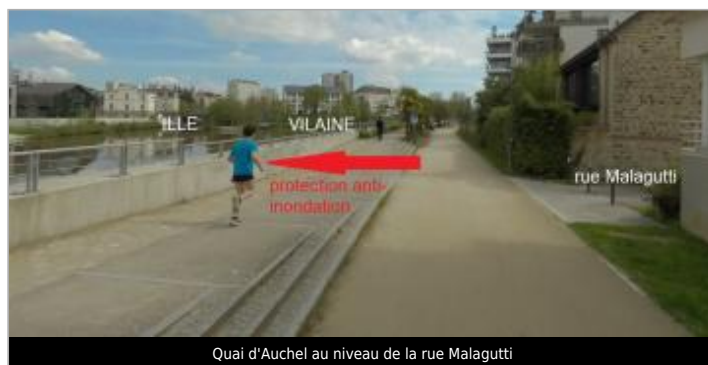 ILLE
VILAINE
protection anti-
inondation
rue Malagutti
Quai d'Auchel au niveau de la rue Malagutti